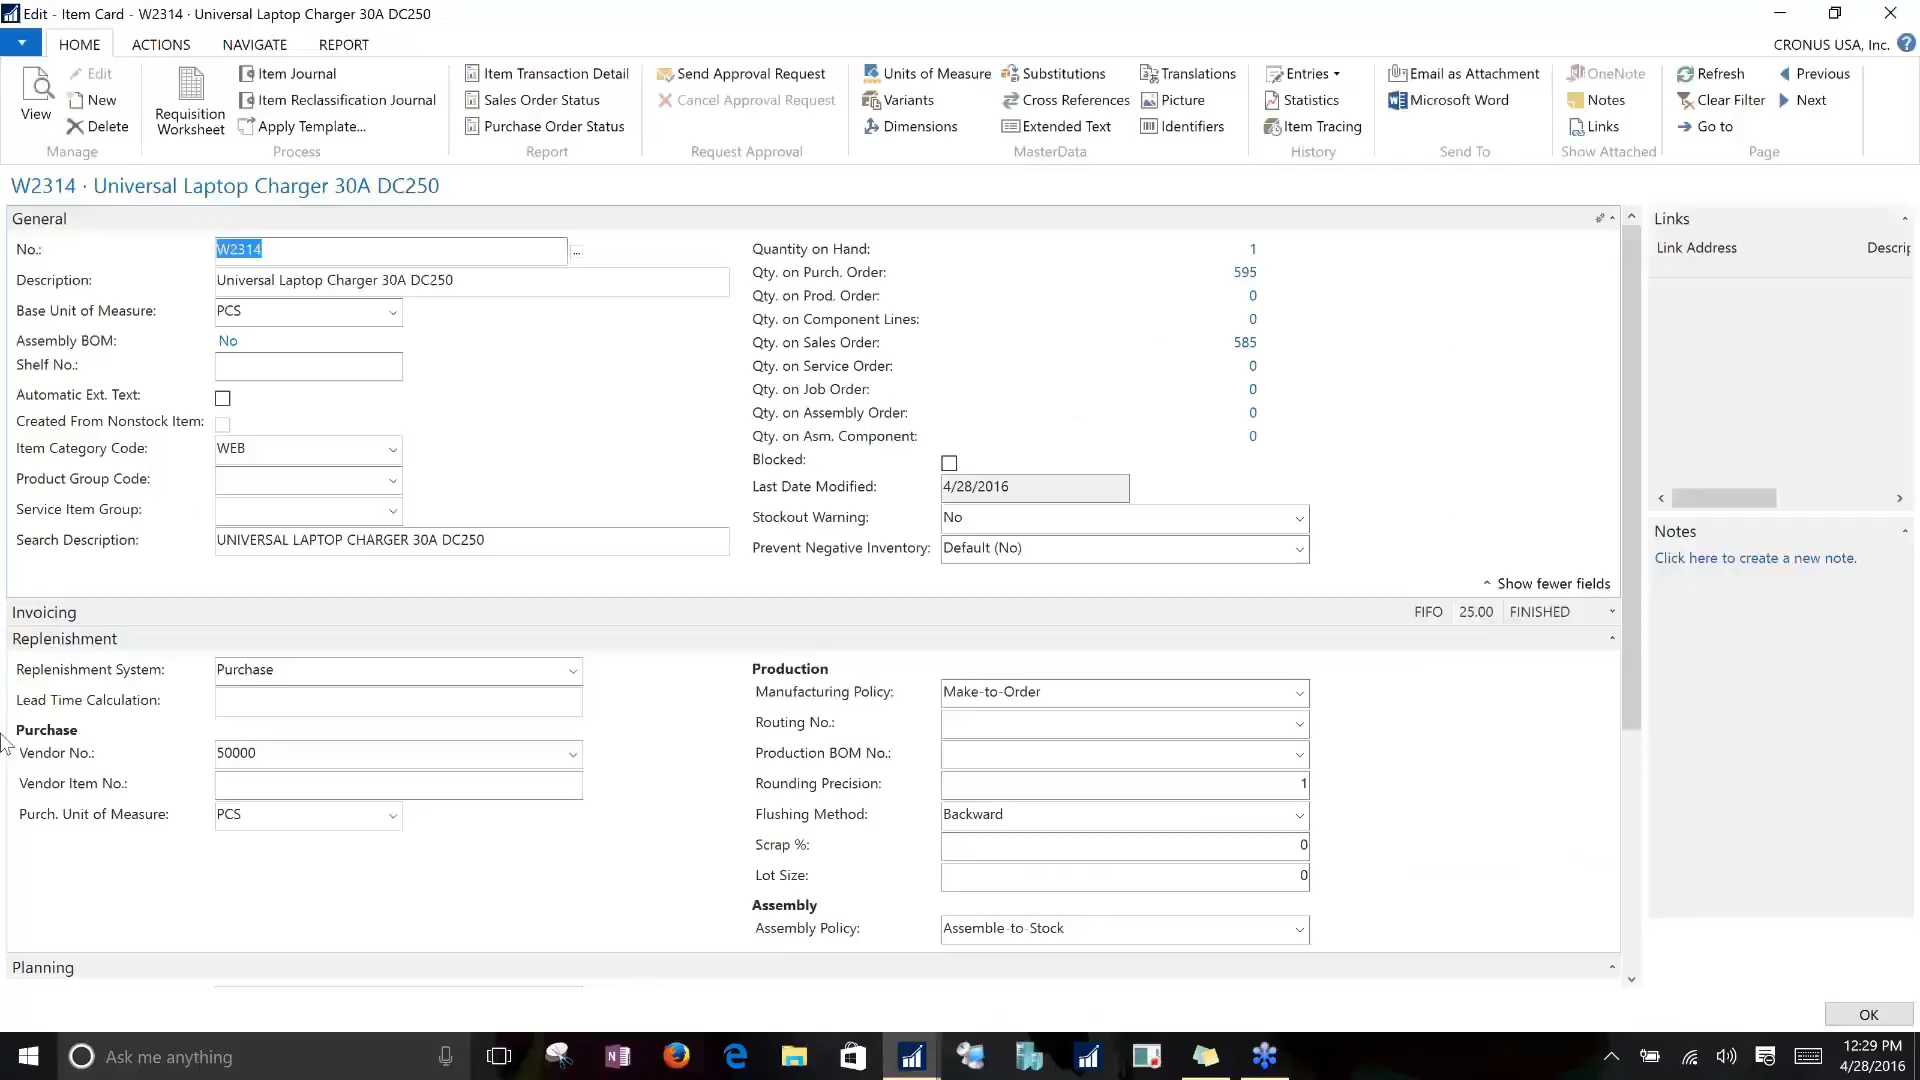 Edit - Item Card - W2314 · Universal Laptop Charger 30A DC250
HOME ACTIONS NAVIGATE REPORT CRONUS USA, Inc. ?
View Edit New Delete Manage
Requisition Worksheet Item Journal Item Reclassification Journal Apply Template... Process
Item Transaction Detail Sales Order Status Purchase Order Status Report
Send Approval Request Cancel Approval Request Request Approval
Units of Measure Variants Dimensions Substitutions Cross References Extended Text Translations Picture Identifiers MasterData
Entries Statistics Item Tracing History
Email as Attachment Microsoft Word Send To
OneNote Notes Links Show Attached
Refresh Clear Filter Go to Previous Next Page
W2314 · Universal Laptop Charger 30A DC250
General
No.: W2314 ...
Description: Universal Laptop Charger 30A DC250
Base Unit of Measure: PCS
Assembly BOM: No
Shelf No.:
Automatic Ext. Text:
Created From Nonstock Item:
Item Category Code: WEB
Product Group Code:
Service Item Group:
Search Description: UNIVERSAL LAPTOP CHARGER 30A DC250
Quantity on Hand: 1
Qty. on Purch. Order: 595
Qty. on Prod. Order: 0
Qty. on Component Lines: 0
Qty. on Sales Order: 585
Qty. on Service Order: 0
Qty. on Job Order: 0
Qty. on Assembly Order: 0
Qty. on Asm. Component: 0
Blocked:
Last Date Modified: 4/28/2016
Stockout Warning: No
Prevent Negative Inventory: Default (No)
Show fewer fields
Invoicing FIFO 25.00 FINISHED
Replenishment
Replenishment System: Purchase
Lead Time Calculation:
Purchase
Vendor No.: 50000
Vendor Item No.:
Purch. Unit of Measure: PCS
Production
Manufacturing Policy: Make-to-Order
Routing No.:
Production BOM No.:
Rounding Precision: 1
Flushing Method: Backward
Scrap %: 0
Lot Size: 0
Assembly
Assembly Policy: Assemble-to-Stock
Planning
Links
Link Address Descrip
Notes
Click here to create a new note.
OK
Ask me anything
12:29 PM
4/28/2016